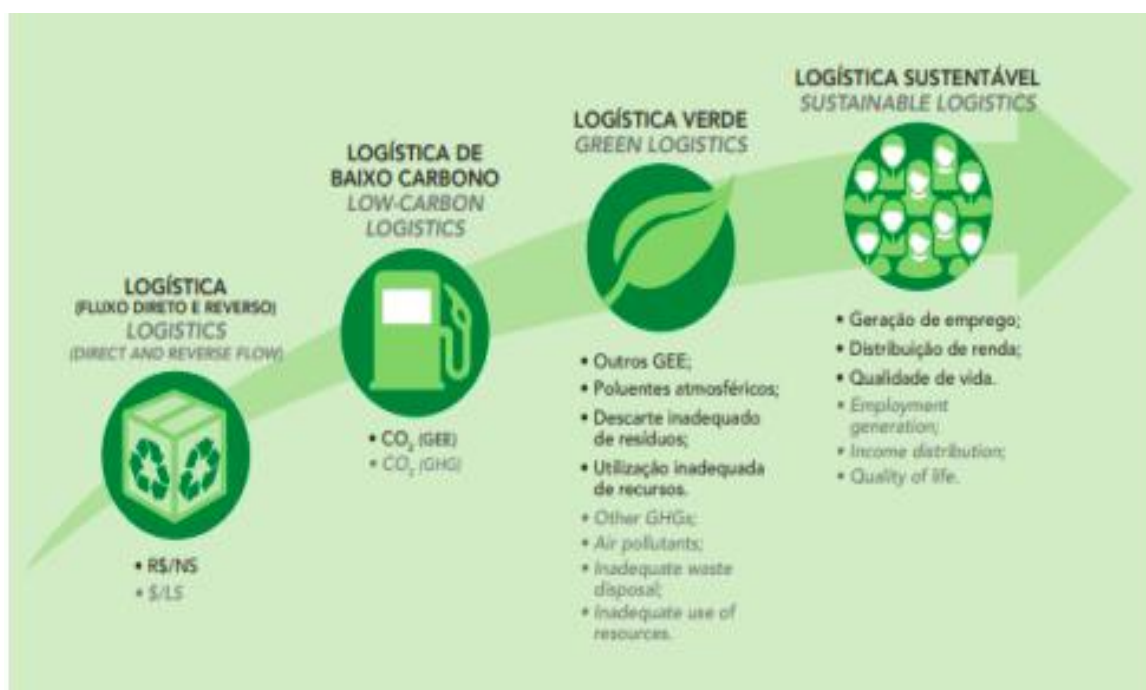 LOGÍSTICA
(FLUXO DIRETO E REVERSO)
LOGISTICS
(DIRECT AND REVERSE FLOW)
• R$/NS
• $/LS
LOGÍSTICA DE
BAIXO CARBONO
LOW-CARBON
LOGISTICS
• CO₂ (GEE)
• CO₂ (GHG)
LOGÍSTICA VERDE
GREEN LOGISTICS
• Outros GEE;
• Poluentes atmosféricos;
• Descarte inadequado
de resíduos;
• Utilização inadequada
de recursos.
• Other GHGs;
• Air pollutants;
• Inadequate waste
disposal;
• Inadequate use of
resources.
LOGÍSTICA SUSTENTÁVEL
SUSTAINABLE LOGISTICS
• Geração de emprego;
• Distribuição de renda;
• Qualidade de vida.
• Employment
generation;
• Income distribution;
• Quality of life.